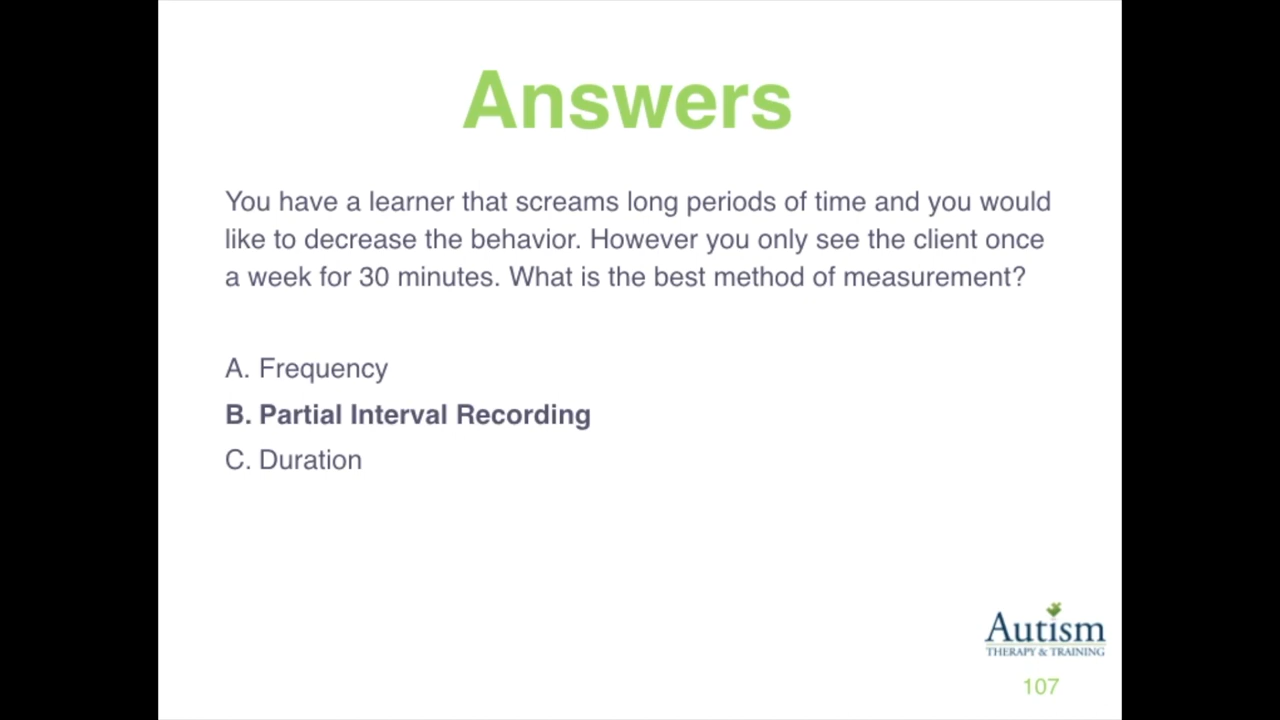 Answers
You have a learner that screams long periods of time and you would
like to decrease the behavior. However you only see the client once
a week for 30 minutes. What is the best method of measurement?
A. Frequency
B. Partial Interval Recording
C. Duration
Autism
THERAPY & TRAINING
107